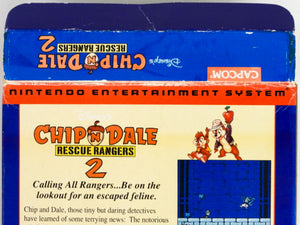 Disney's
CHIP 'N DALE
RESCUE RANGERS
2
CAPCOM
NINTENDO ENTERTAINMENT SYSTEM
CHIP 'N DALE
RESCUE RANGERS
2
Calling All Rangers...Be on the
lookout for an escaped feline.
Chip and Dale, those tiny but daring detectives
have learned of some terrying news: The notorious